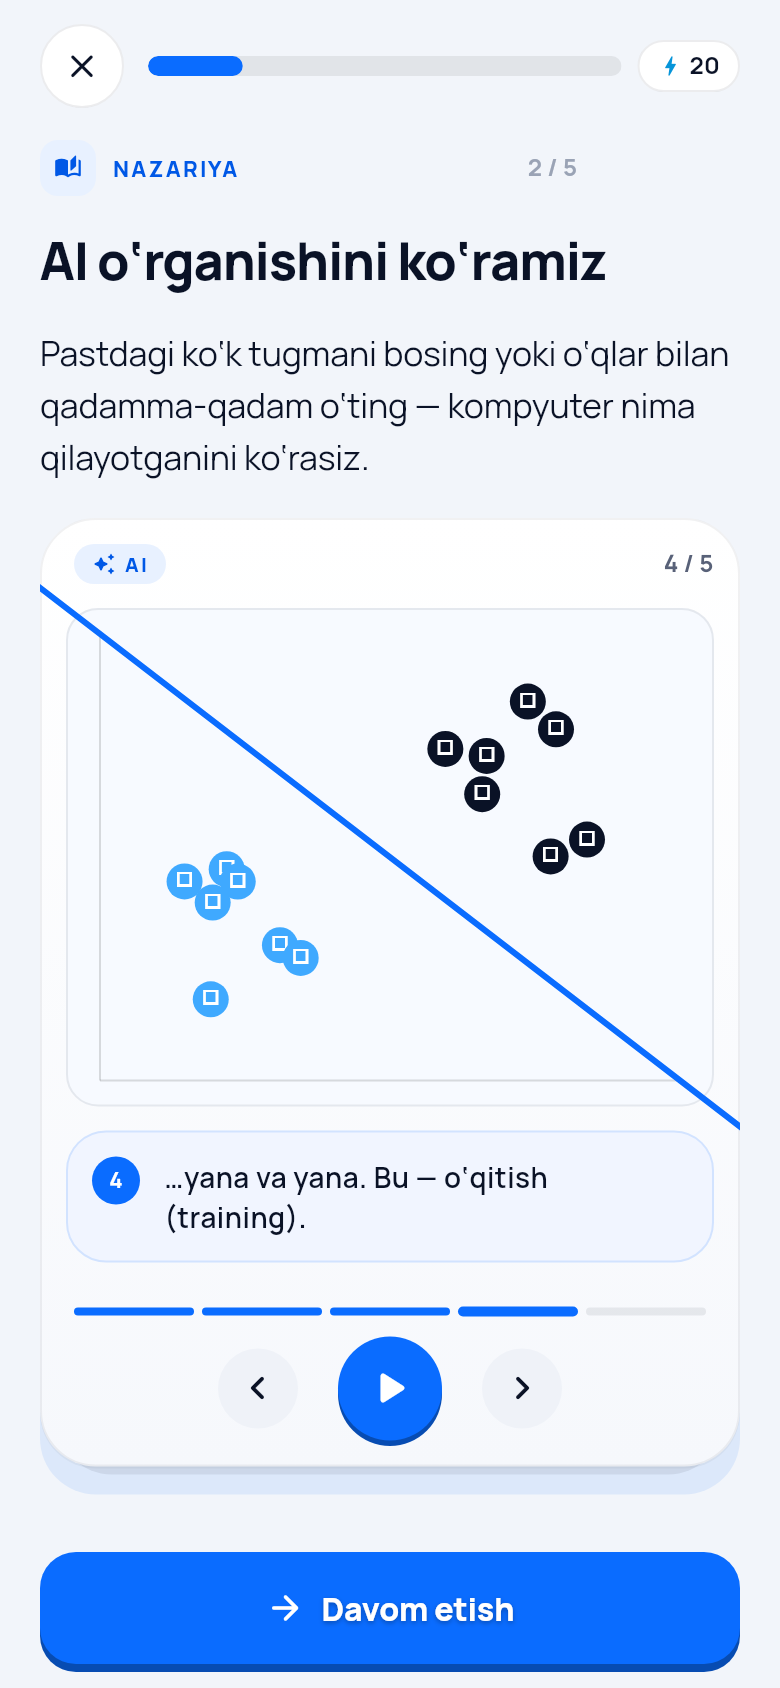 20
NAZARIYA
2 / 5
AI oʻrganishini koʻramiz
Pastdagi koʻk tugmani bosing yoki oʻqlar bilan
qadamma-qadam oʻting — kompyuter nima
qilayotganini koʻrasiz.
AI
4 / 5
4
...yana va yana. Bu — oʻqitish
(training).
Davom etish